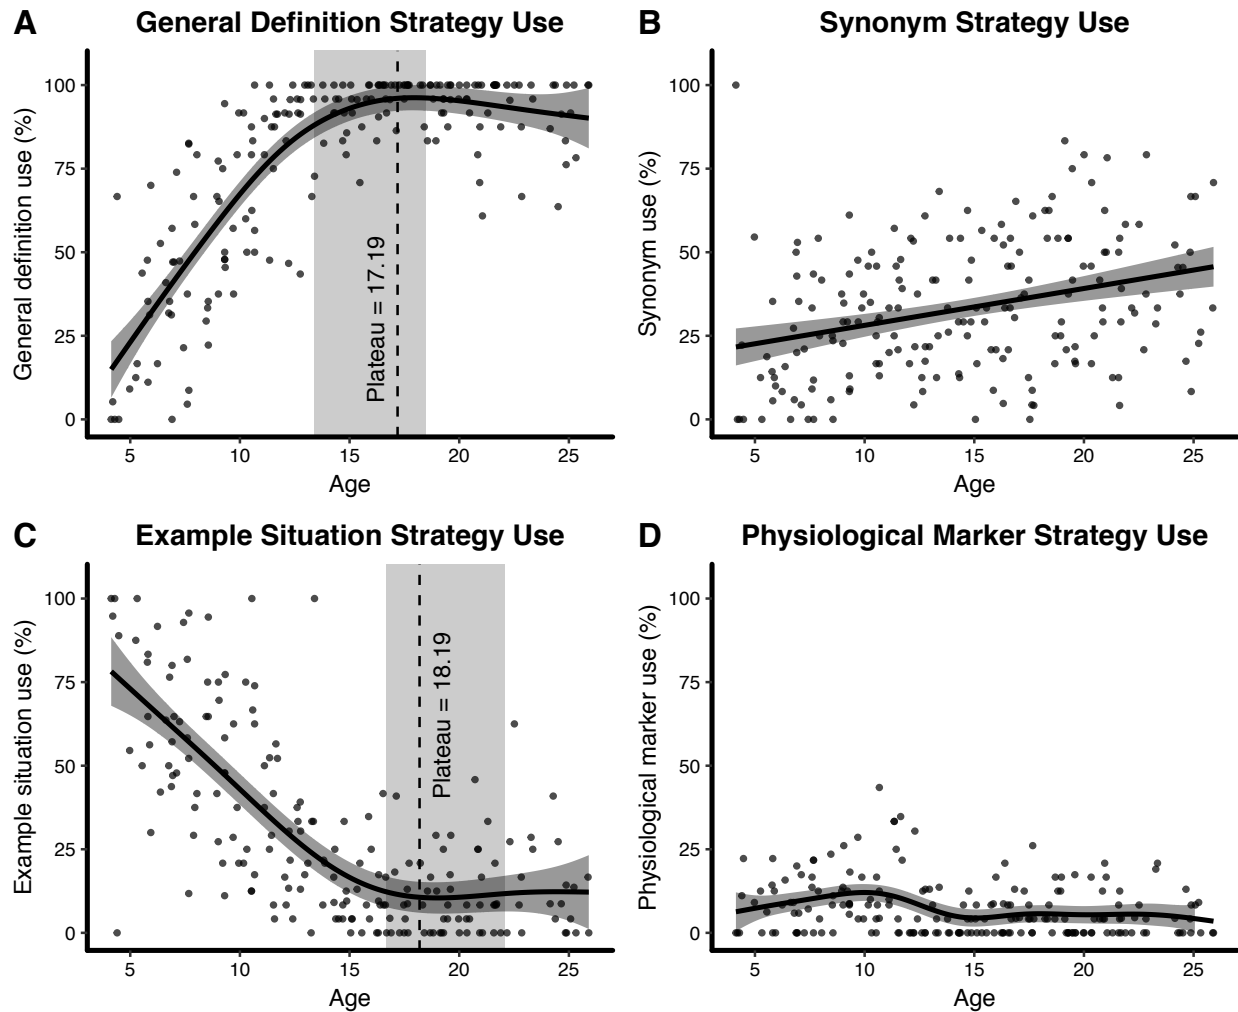 A General Definition Strategy Use
General definition use (%)
100
75
50
25
0
Plateau = 17.19
5 10 15 20 25
Age
B Synonym Strategy Use
Synonym use (%)
100
75
50
25
0
5 10 15 20 25
Age
C Example Situation Strategy Use
Example situation use (%)
100
75
50
25
0
Plateau = 18.19
5 10 15 20 25
Age
D Physiological Marker Strategy Use
Physiological marker use (%)
100
75
50
25
0
5 10 15 20 25
Age